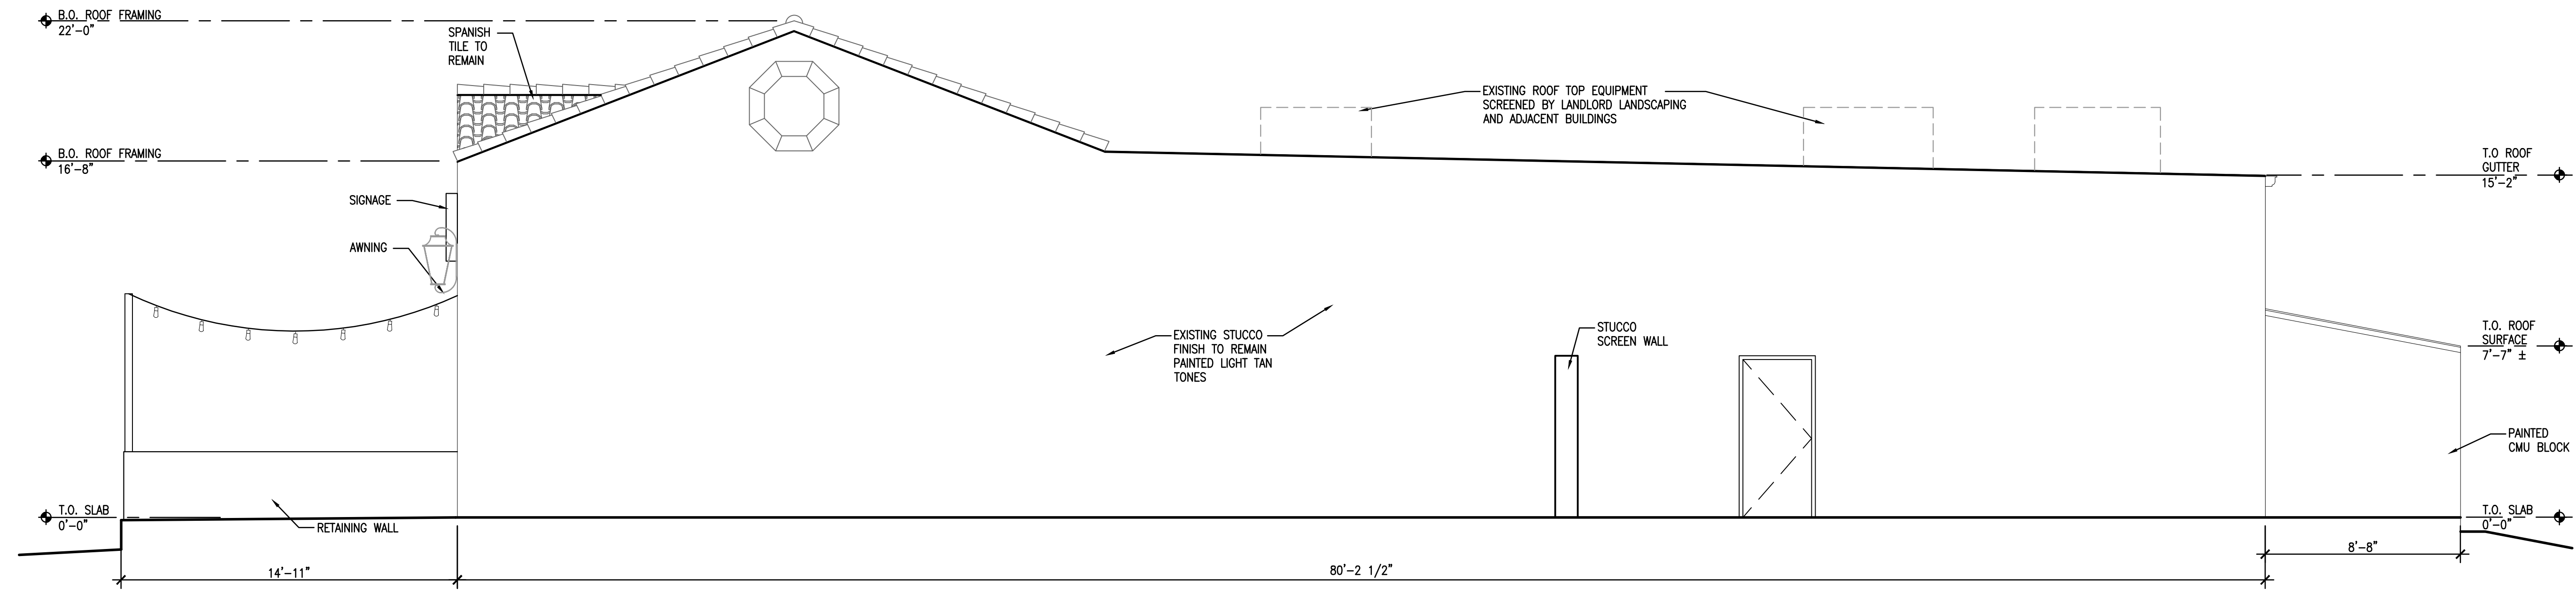 B.O. ROOF FRAMING
22'-0"
SPANISH
TILE TO
REMAIN
EXISTING ROOF TOP EQUIPMENT
SCREENED BY LANDLORD LANDSCAPING
AND ADJACENT BUILDINGS
B.O. ROOF FRAMING
16'-8"
T.O ROOF
GUTTER
15'-2"
SIGNAGE
AWNING
EXISTING STUCCO
FINISH TO REMAIN
PAINTED LIGHT TAN
TONES
STUCCO
SCREEN WALL
T.O. ROOF
SURFACE
7'-7" ±
PAINTED
CMU BLOCK
T.O. SLAB
0'-0"
RETAINING WALL
T.O. SLAB
0'-0"
14'-11"
80'-2 1/2"
8'-8"